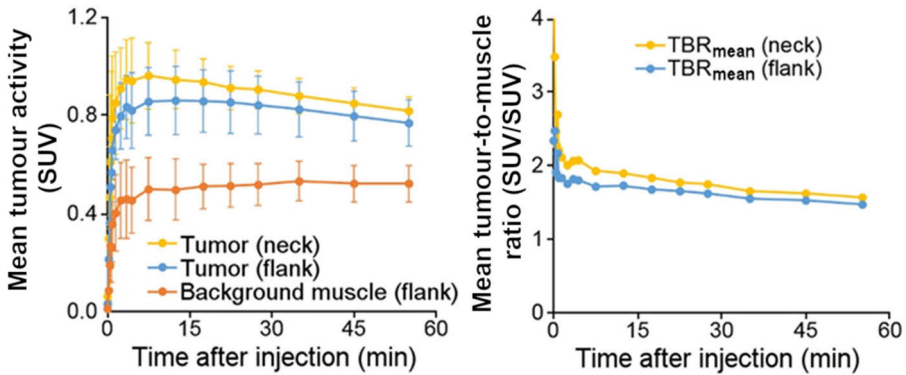 Mean tumour activity
(SUV)
1.2
0.8
0.4
0.0
Tumor (neck)
Tumor (flank)
Background muscle (flank)
0 15 30 45 60
Time after injection (min)
Mean tumour-to-muscle
ratio (SUV/SUV)
4
3
2
1
0
TBRmean (neck)
TBRmean (flank)
0 15 30 45 60
Time after injection (min)